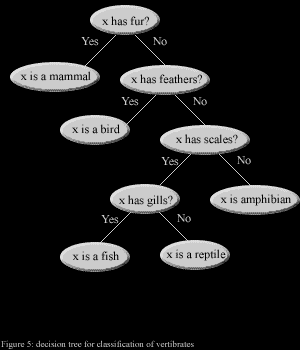 x has fur?
Yes
No
x is a mammal
x has feathers?
Yes
No
x is a bird
x has scales?
Yes
No
x has gills?
x is amphibian
Yes
No
x is a fish
x is a reptile
Figure 5: decision tree for classification of vertibrates